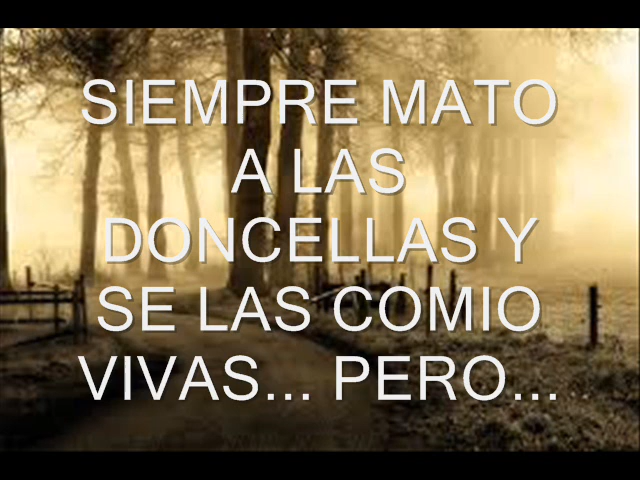 SIEMPRE MATO
A LAS
DONCELLAS Y
SE LAS COMIO
VIVAS... PERO...